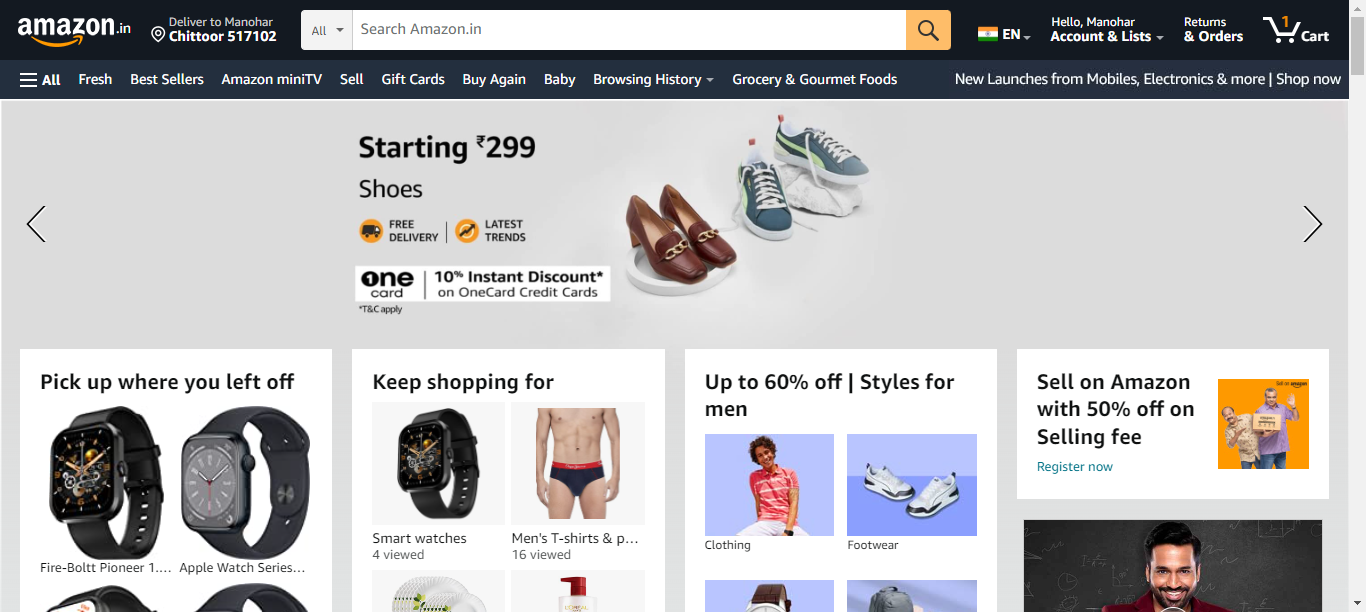 amazon.in
Deliver to Manohar
Chittoor 517102
All
Search Amazon.in
EN
Hello, Manohar
Account & Lists
Returns
& Orders
1
Cart
All Fresh Best Sellers Amazon miniTV Sell Gift Cards Buy Again Baby Browsing History Grocery & Gourmet Foods New Launches from Mobiles, Electronics & more | Shop now
Starting ₹299
Shoes
FREE
DELIVERY
LATEST
TRENDS
one
card
10% Instant Discount*
on OneCard Credit Cards
*T&C apply
Pick up where you left off
Fire-Boltt Pioneer 1.... Apple Watch Series...
Keep shopping for
Smart watches
4 viewed
Men's T-shirts & p...
16 viewed
Up to 60% off | Styles for
men
Clothing Footwear
Sell on Amazon
with 50% off on
Selling fee
Register now
Sell on amazon